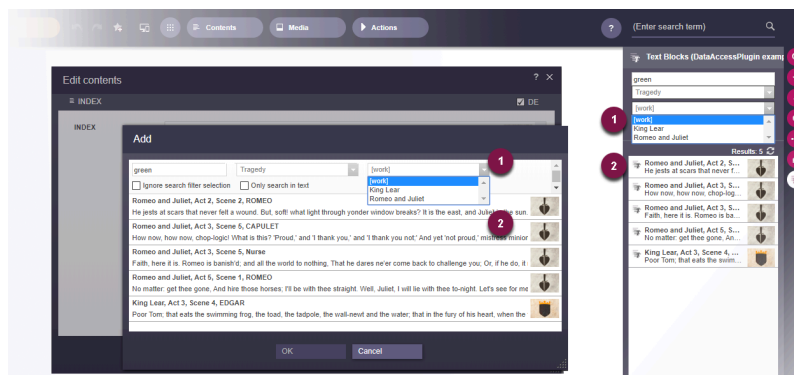 Contents
Media
Actions
?
(Enter search term)
Edit contents
? ×
INDEX
DE
INDEX
Add
green
Tragedy
[work]
1
Ignore search filter selection
Only search in text
[work]
King Lear
Romeo and Juliet
2
Romeo and Juliet, Act 2, Scene 2, ROMEO
He jests at scars that never felt a wound. But, soft! what light through yonder window breaks? It is the east, and Juliet is the sun.
Romeo and Juliet, Act 3, Scene 5, CAPULET
How now, how now, chop-logic! What is this? 'Proud,' and 'I thank you,' and 'I thank you not;' And yet 'not proud,' mistress minion
Romeo and Juliet, Act 3, Scene 5, Nurse
Faith, here it is. Romeo is banish'd; and all the world to nothing, That he dares ne'er come back to challenge you; Or, if he do, it
Romeo and Juliet, Act 5, Scene 1, ROMEO
No matter: get thee gone, And hire those horses: I'll be with thee straight. Well, Juliet, I will lie with thee to-night. Let's see for me
King Lear, Act 3, Scene 4, EDGAR
Poor Tom; that eats the swimming frog, the toad, the tadpole, the wall-newt and the water; that in the fury of his heart, when the
OK
Cancel
Text Blocks (DataAccessPlugin examp
green
Tragedy
[work]
1
[work]
King Lear
Romeo and Juliet
Results: 5
2
Romeo and Juliet, Act 2, S...
He jests at scars that never f...
Romeo and Juliet, Act 3, S...
How now, how now, chop-log...
Romeo and Juliet, Act 3, S...
Faith, here it is. Romeo is ba...
Romeo and Juliet, Act 5, S...
No matter: get thee gone, An...
King Lear, Act 3, Scene 4, ...
Poor Tom; that eats the swim...